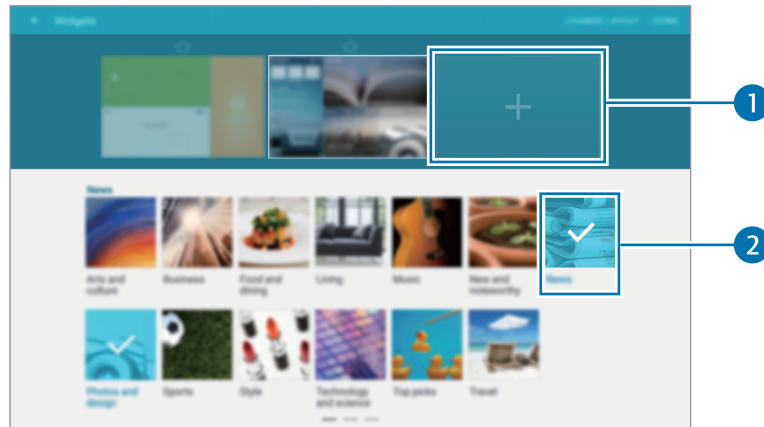 Widgets
CHANGE LAYOUT DONE
1
News
2
Arts and
culture
Business
Food and
dining
Living
Music
New and
noteworthy
News
Photos and
design
Sports
Style
Technology
and science
Top picks
Travel